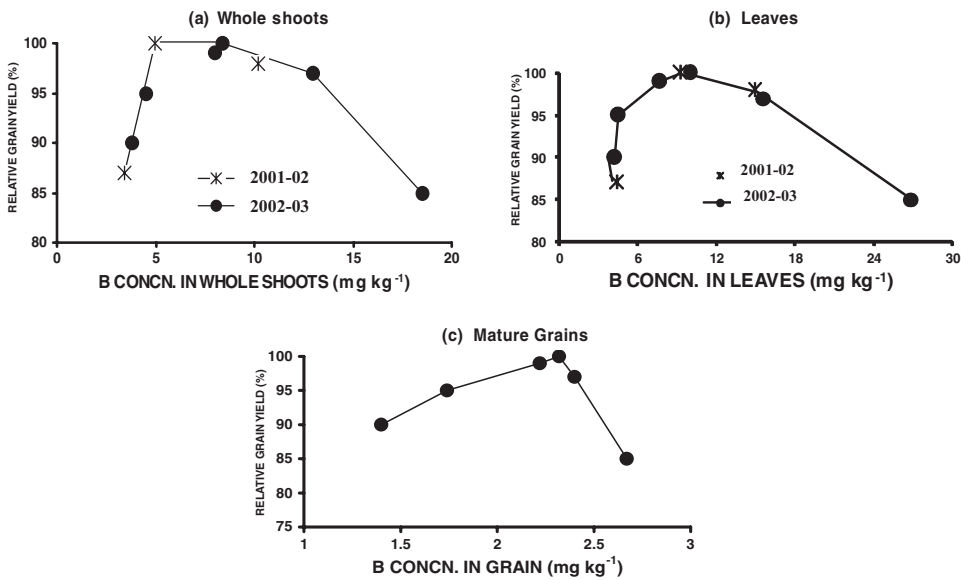 (a) Whole shoots
RELATIVE GRAIN YIELD (%)
100
95
90
85
80
0 5 10 15 20
2001-02
2002-03
B CONCN. IN WHOLE SHOOTS (mg kg-1)
(b) Leaves
RELATIVE GRAIN YIELD (%)
100
95
90
85
80
0 6 12 18 24 30
2001-02
2002-03
B CONCN. IN LEAVES (mg kg-1)
(c) Mature Grains
RELATIVE GRAIN YIELD (%)
100
95
90
85
80
75
1 1.5 2 2.5 3
B CONCN. IN GRAIN (mg kg-1)